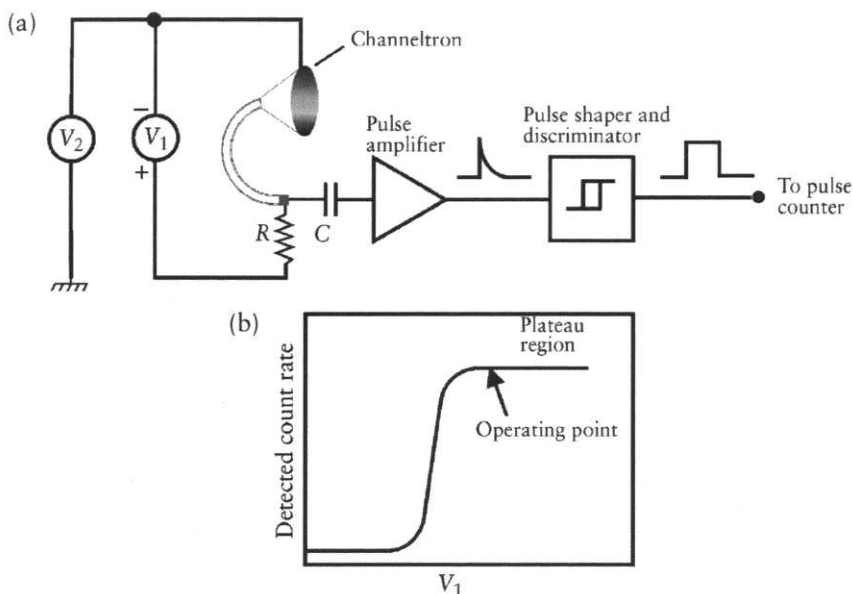 (a)
Channeltron
Pulse
amplifier
Pulse shaper and
discriminator
−
V₂
V₁
+
To pulse
counter
R
C
(b)
Plateau
region
Operating point
Detected count rate
V₁